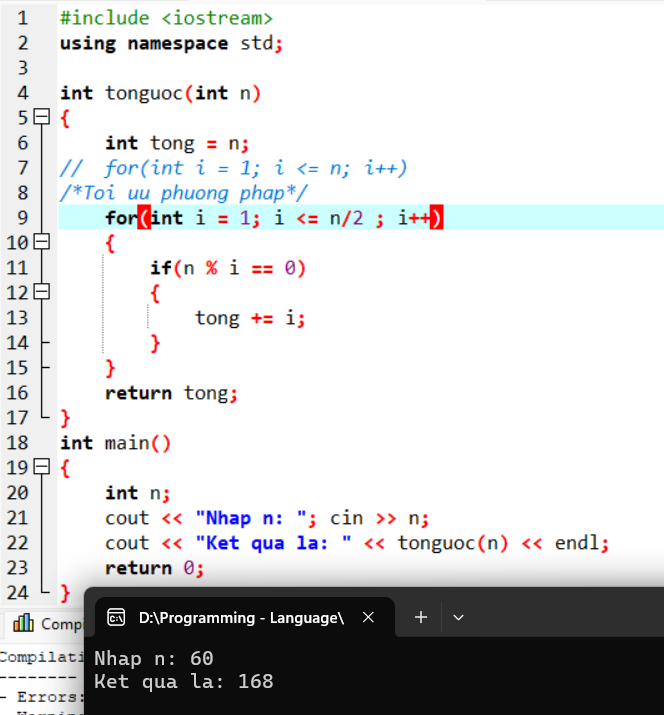 1 #include <iostream>
2 using namespace std;
3
4 int tonguoc(int n)
5 {
6 int tong = n;
7 // for(int i = 1; i <= n; i++)
8 /*Toi uu phuong phap*/
9 for(int i = 1; i <= n/2 ; i++)
10 {
11 if(n % i == 0)
12 {
13 tong += i;
14 }
15 }
16 return tong;
17 }
18 int main()
19 {
20 int n;
21 cout << "Nhap n: "; cin >> n;
22 cout << "Ket qua la: " << tonguoc(n) << endl;
23 return 0;
24 }
Comp
D:\Programming - Language\
Compilati
Nhap n: 60
--------
Ket qua la: 168
- Errors: